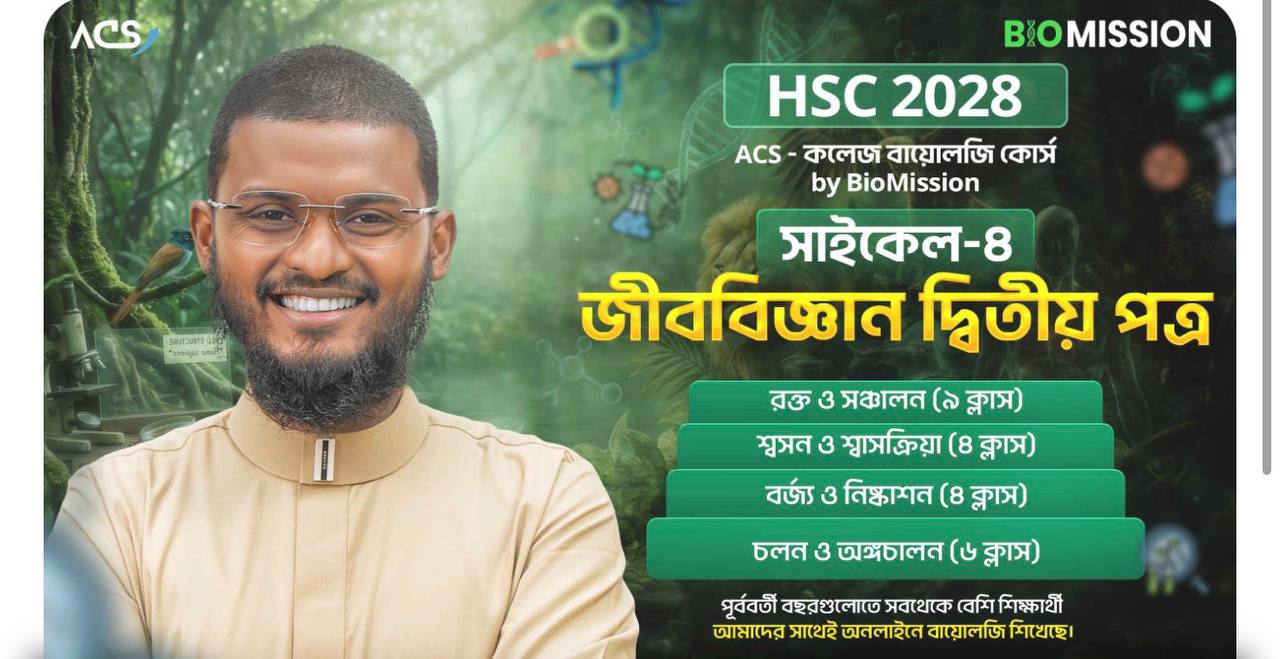 ACS
BIOMISSION
HSC 2028
ACS - কলেজ বায়োলজি কোর্স
by BioMission
সাইকেল-৪
জীববিজ্ঞান দ্বিতীয় পত্র
রক্ত ও সঞ্চালন (৯ ক্লাস)
শ্বসন ও শ্বাসক্রিয়া (৪ ক্লাস)
বর্জ্য ও নিষ্কাশন (৪ ক্লাস)
চলন ও অঙ্গচালন (৬ ক্লাস)
পূর্ববর্তী বছরগুলোতে সবথেকে বেশি শিক্ষার্থী
আমাদের সাথেই অনলাইনে বায়োলজি শিখেছে।